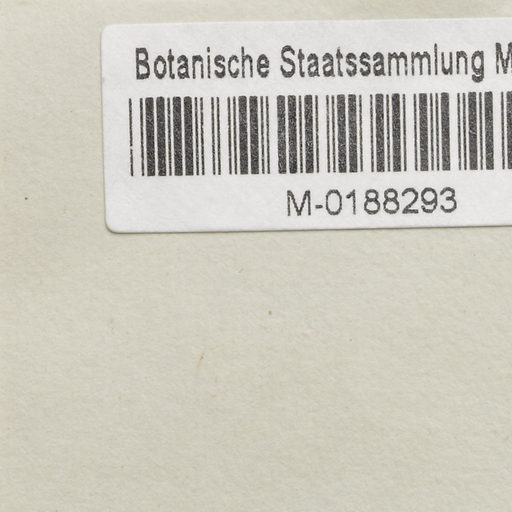 Botanische Staatssammlung M
M-0188293